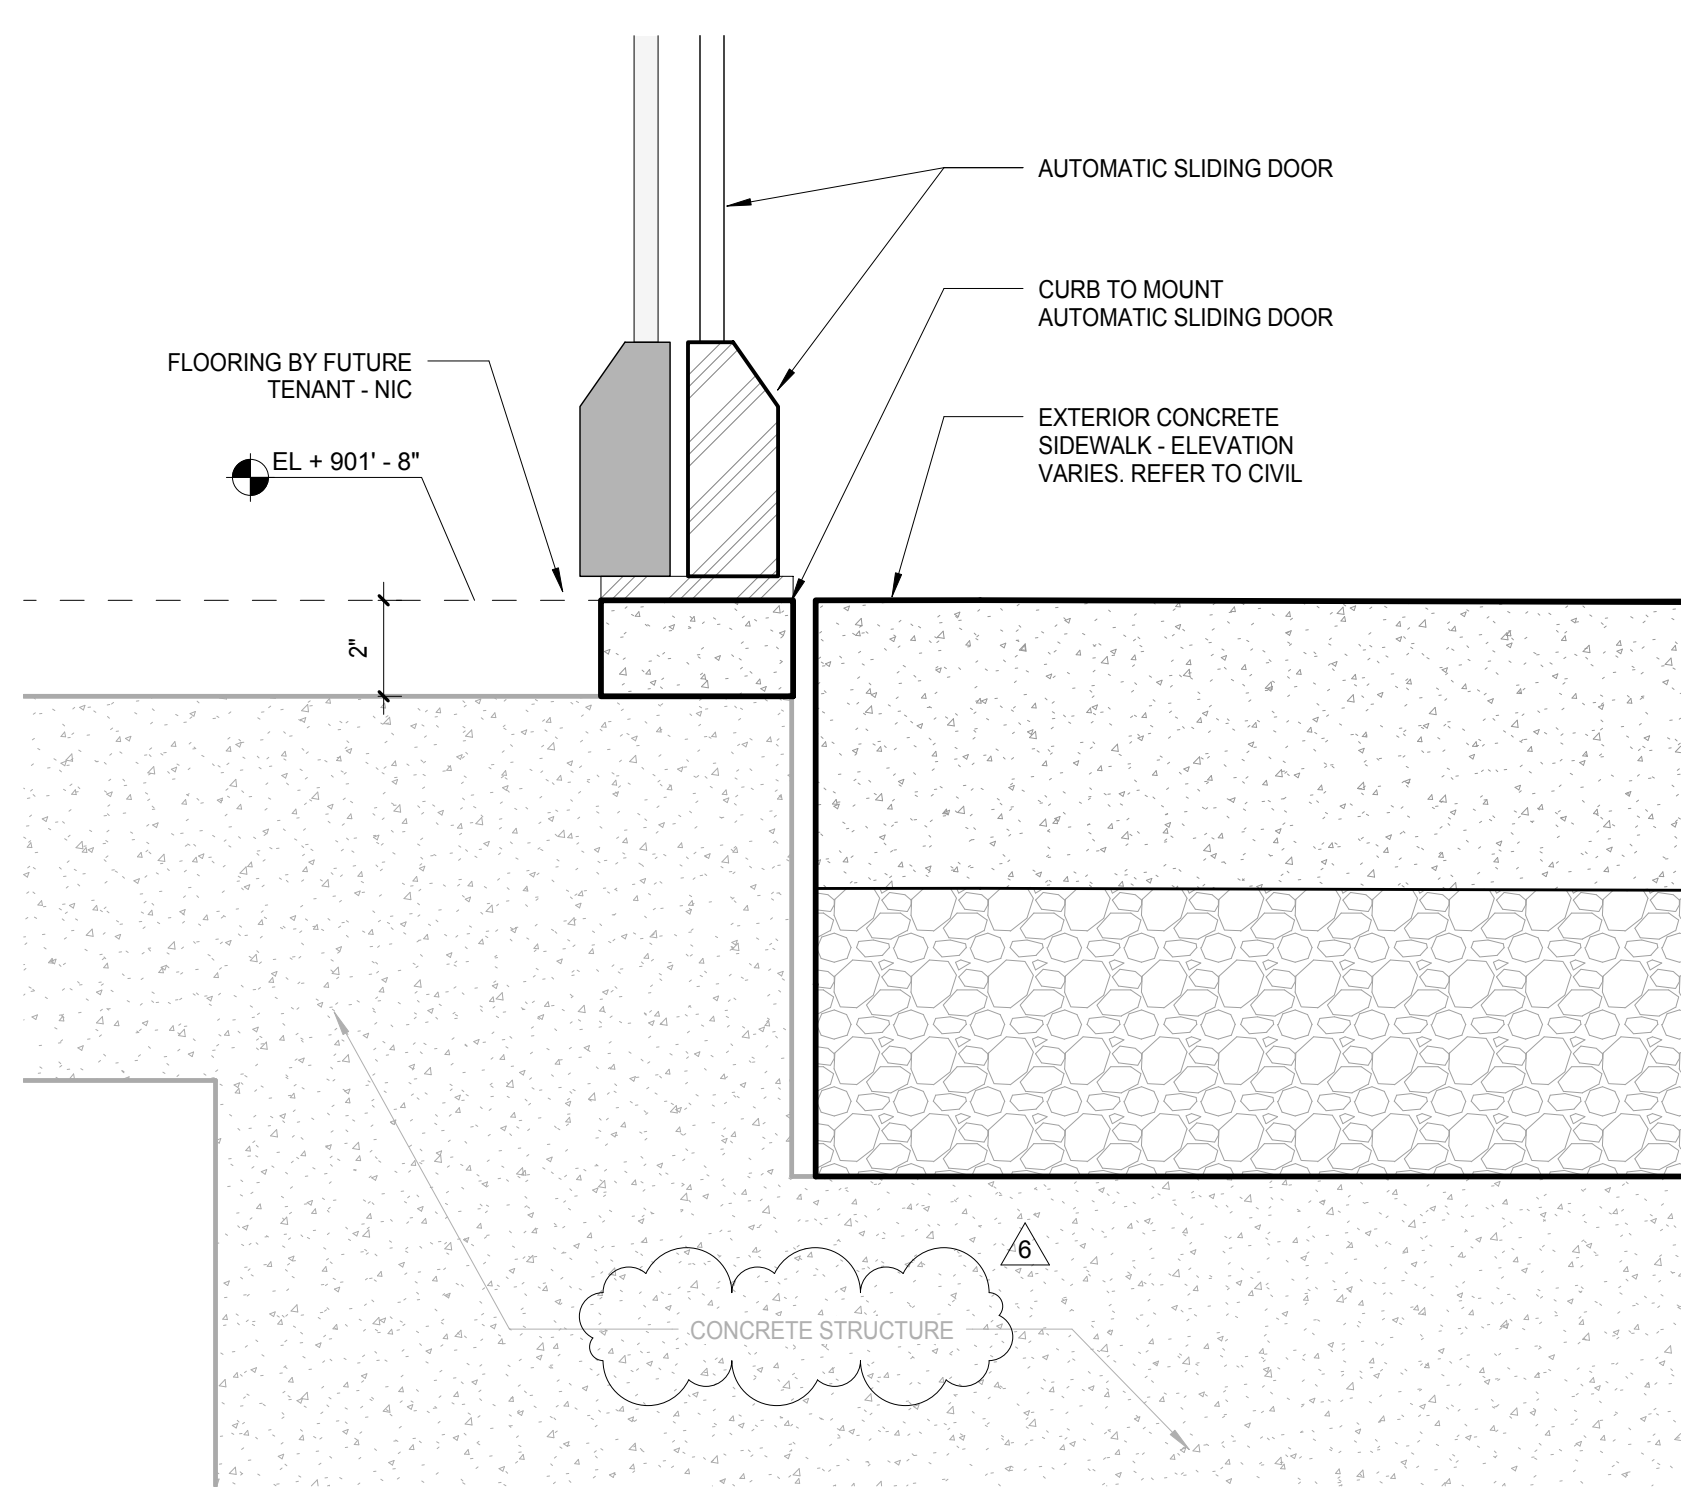 AUTOMATIC SLIDING DOOR
CURB TO MOUNT
AUTOMATIC SLIDING DOOR
FLOORING BY FUTURE
TENANT - NIC
EXTERIOR CONCRETE
SIDEWALK - ELEVATION
VARIES. REFER TO CIVIL
EL + 901' - 8"
2"
6
CONCRETE STRUCTURE